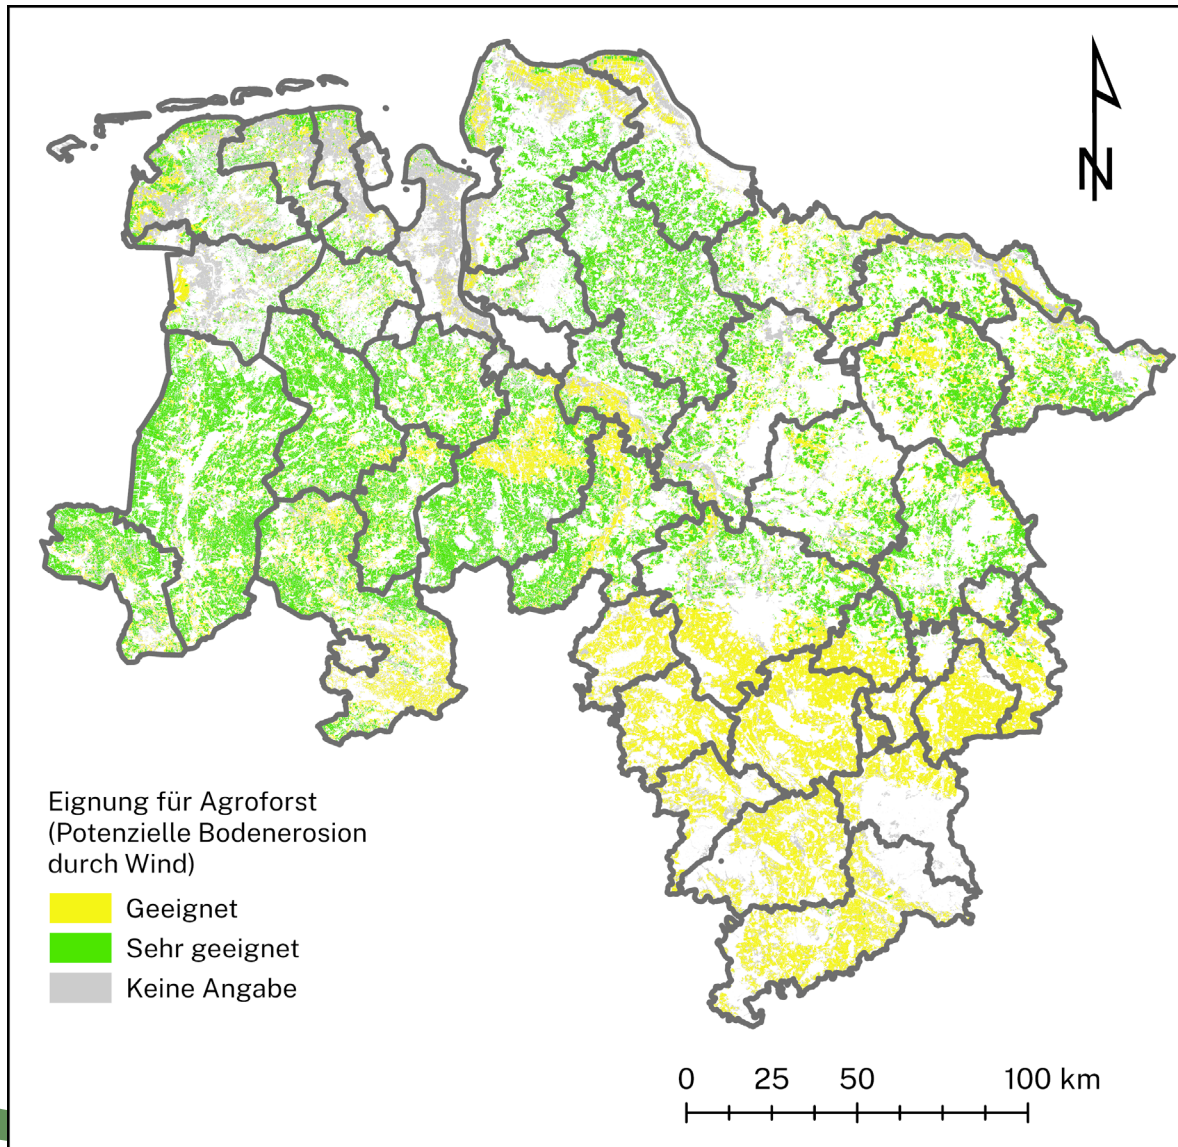 N
Eignung für Agroforst
(Potenzielle Bodenerosion
durch Wind)
Geeignet
Sehr geeignet
Keine Angabe
0 25 50 100 km